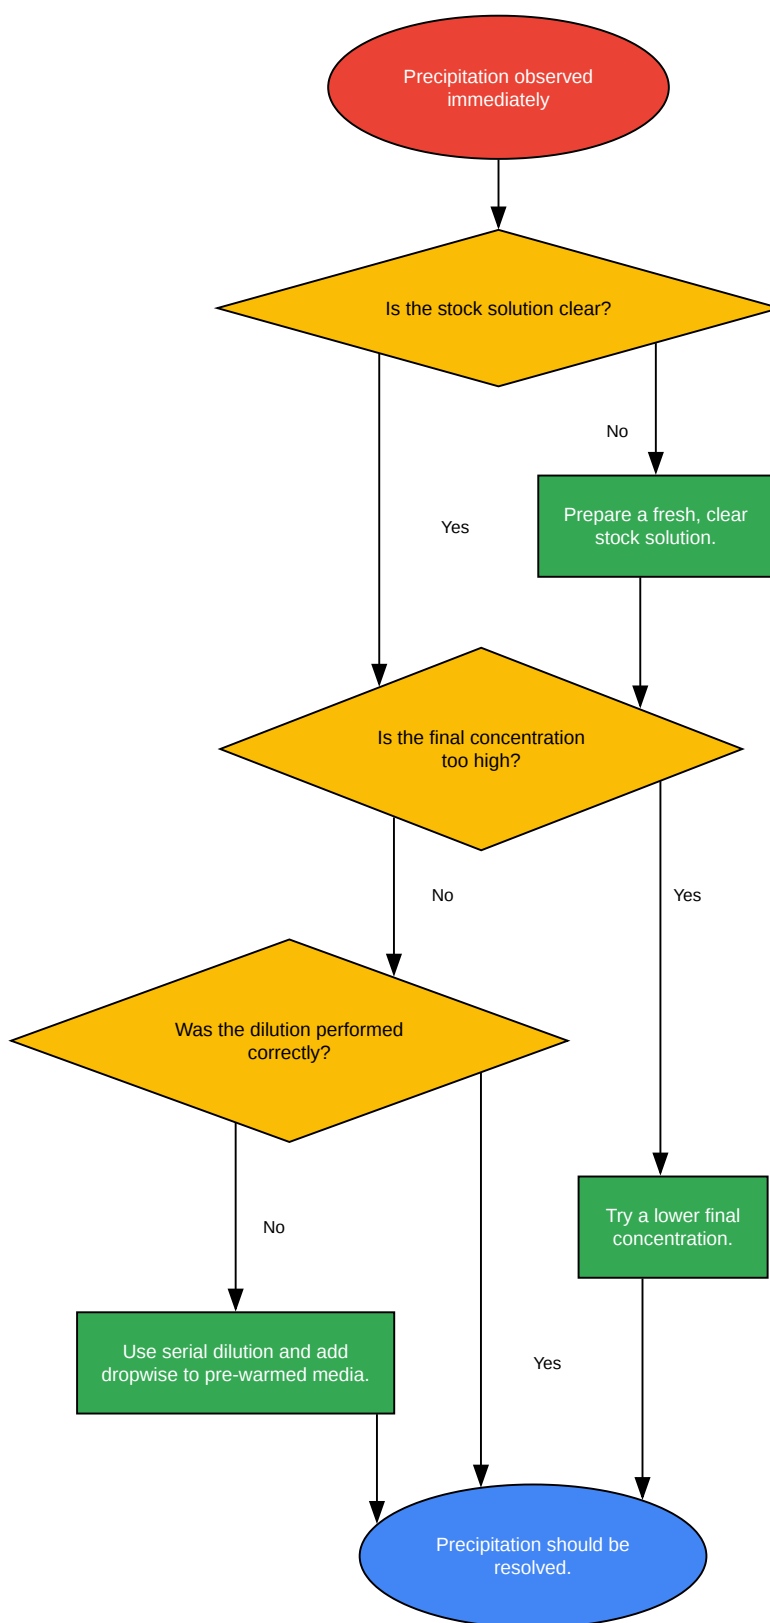 Precipitation observed
immediately
Is the stock solution clear?
No
Prepare a fresh, clear
stock solution.
Yes
Is the final concentration
too high?
No
Yes
Was the dilution performed
correctly?
No
Try a lower final
concentration.
Use serial dilution and add
dropwise to pre-warmed media.
Yes
Precipitation should be
resolved.